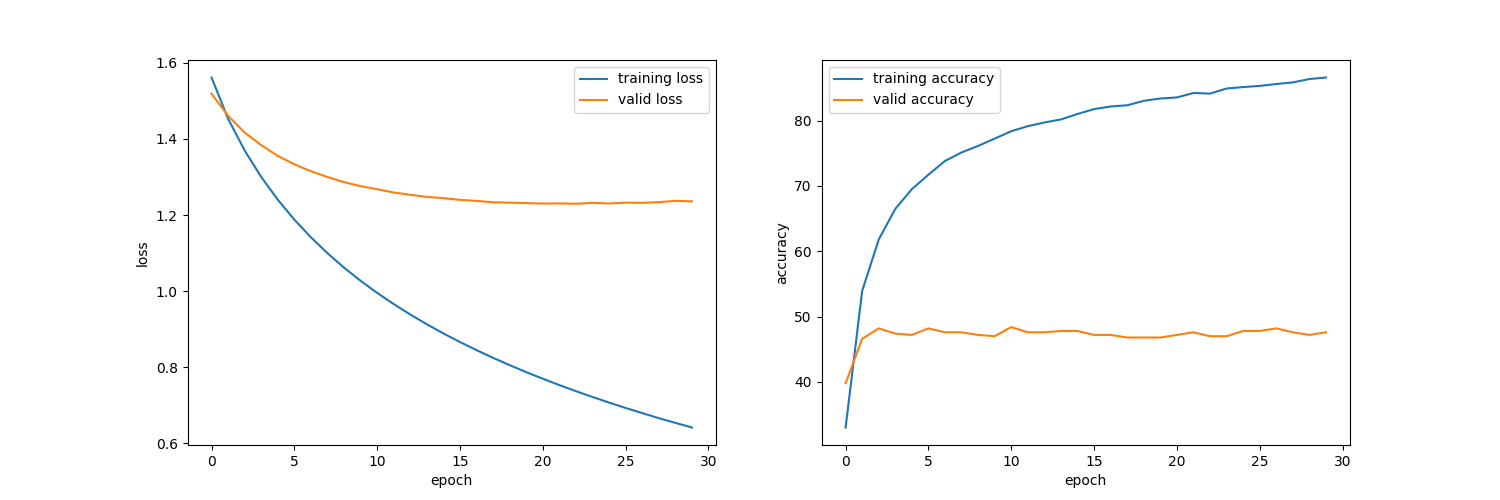 1.6
1.4
1.2
1.0
0.8
0.6
loss
0 5 10 15 20 25 30
epoch
training loss
valid loss
80
70
60
50
40
accuracy
0 5 10 15 20 25 30
epoch
training accuracy
valid accuracy